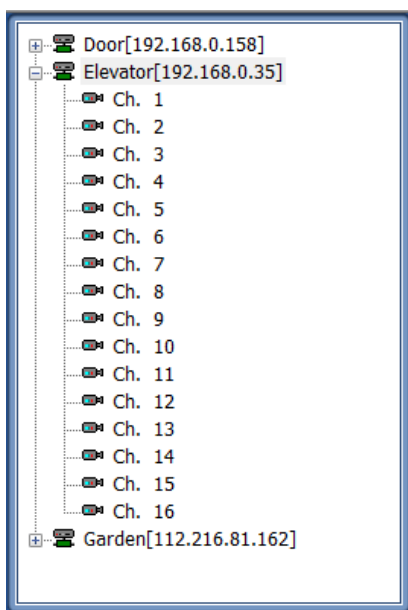 Door[192.168.0.158]
Elevator[192.168.0.35]
Ch. 1
Ch. 2
Ch. 3
Ch. 4
Ch. 5
Ch. 6
Ch. 7
Ch. 8
Ch. 9
Ch. 10
Ch. 11
Ch. 12
Ch. 13
Ch. 14
Ch. 15
Ch. 16
Garden[112.216.81.162]